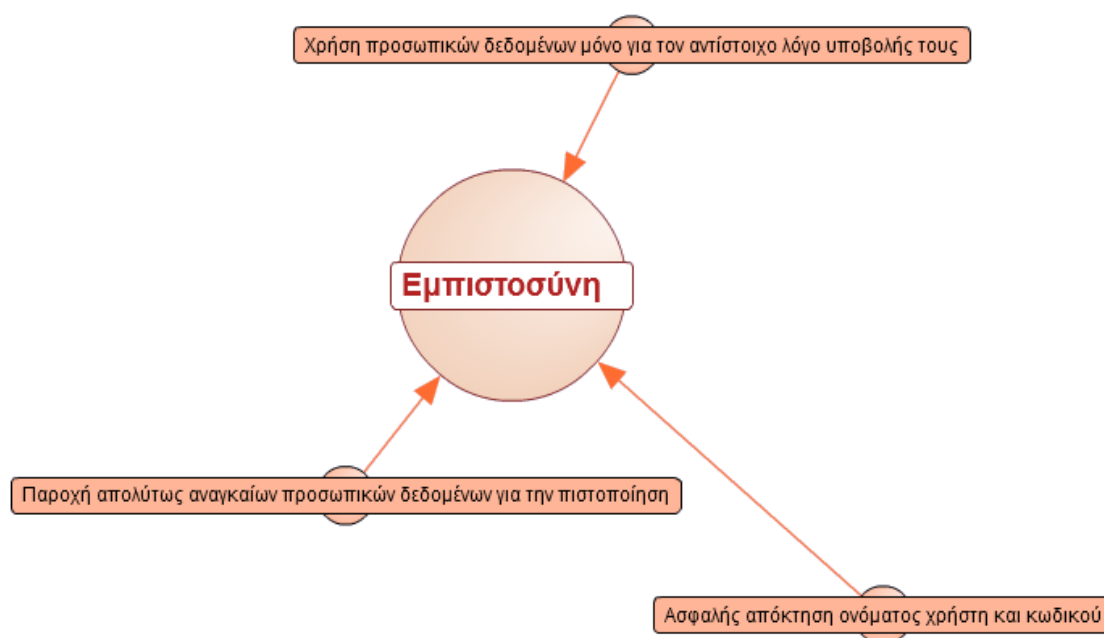 Χρήση προσωπικών δεδομένων μόνο για τον αντίστοιχο λόγο υποβολής τους
Εμπιστοσύνη
Παροχή απολύτως αναγκαίων προσωπικών δεδομένων για την πιστοποίηση
Ασφαλής απόκτηση ονόματος χρήστη και κωδικού